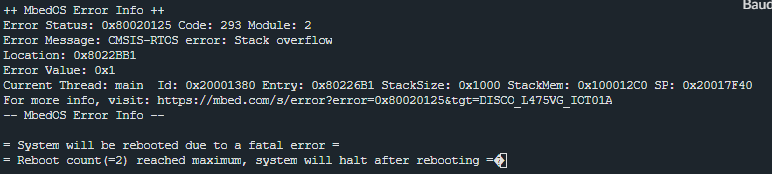 Baud
++ MbedOS Error Info ++
Error Status: 0x80020125 Code: 293 Module: 2
Error Message: CMSIS-RTOS error: Stack overflow
Location: 0x8022BB1
Error Value: 0x1
Current Thread: main  Id: 0x20001380 Entry: 0x80226B1 StackSize: 0x1000 StackMem: 0x100012C0 SP: 0x20017F40
For more info, visit: https://mbed.com/s/error?error=0x80020125&tgt=DISCO_L475VG_IOT01A
-- MbedOS Error Info --
= System will be rebooted due to a fatal error =
= Reboot count(=2) reached maximum, system will halt after rebooting =�